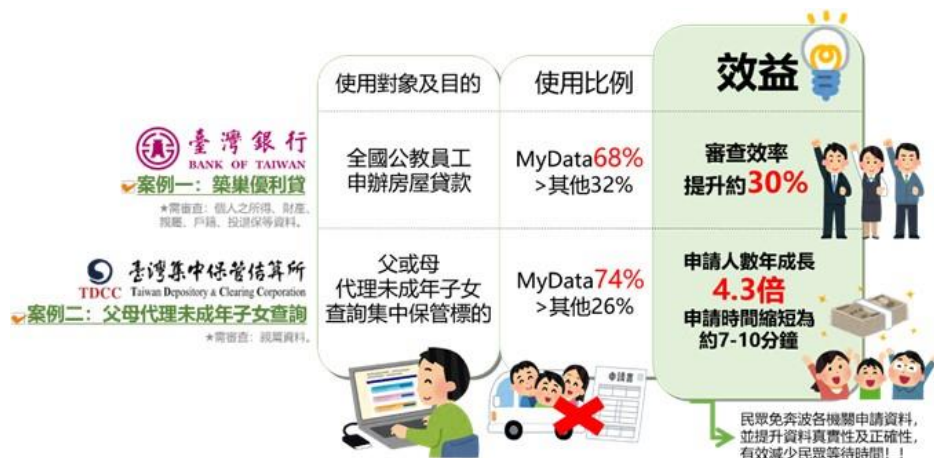 使用對象及目的
使用比例
效益
臺灣銀行
BANK OF TAIWAN
案例一：築巢優利貸
★需審查：個人之所得、財產、
親屬、戶籍、投退保等資料。
全國公教員工
申辦房屋貸款
MyData68%
>其他32%
審查效率
提升約30%
臺灣集中保管結算所
TDCC Taiwan Depository & Clearing Corporation
案例二：父母代理未成年子女查詢
★需審查：親屬資料。
父或母
代理未成年子女
查詢集中保管標的
MyData74%
>其他26%
申請人數年成長
4.3倍
申請時間縮短為
約7-10分鐘
申請書
民眾免奔波各機關申請資料，
並提升資料真實性及正確性，
有效減少民眾等待時間！！